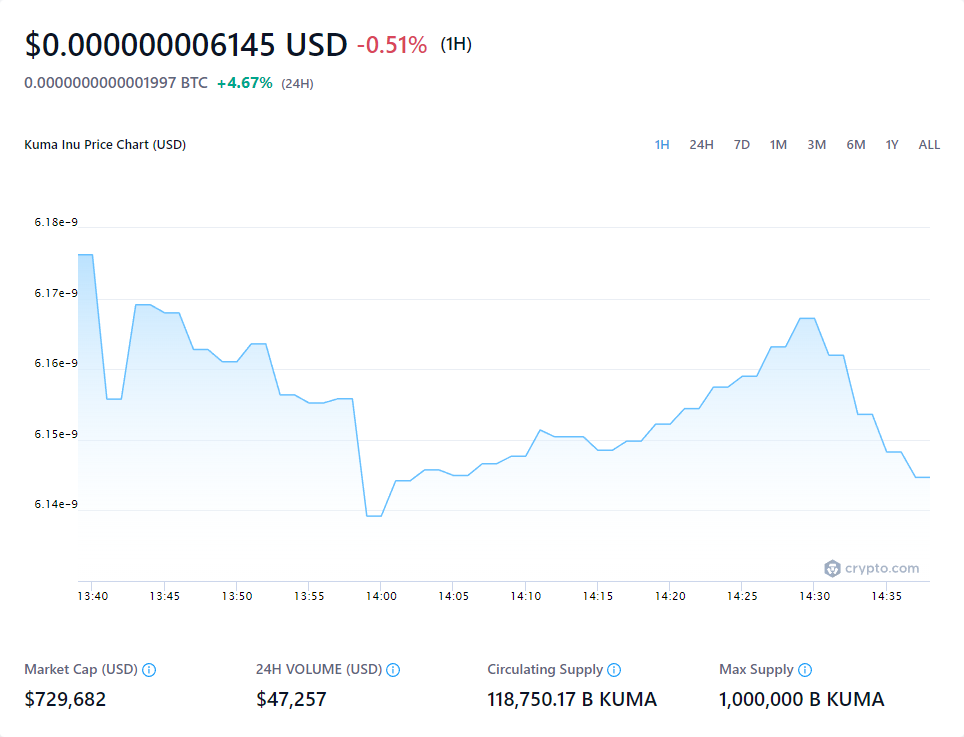 $0.000000006145 USD -0.51% (1H)
0.0000000000001997 BTC +4.67% (24H)
Kuma Inu Price Chart (USD) 1H 24H 7D 1M 3M 6M 1Y ALL
6.18e-9
6.17e-9
6.16e-9
6.15e-9
6.14e-9
crypto.com
13:40 13:45 13:50 13:55 14:00 14:05 14:10 14:15 14:20 14:25 14:30 14:35
Market Cap (USD) 24H VOLUME (USD) Circulating Supply Max Supply
$729,682 $47,257 118,750.17 B KUMA 1,000,000 B KUMA